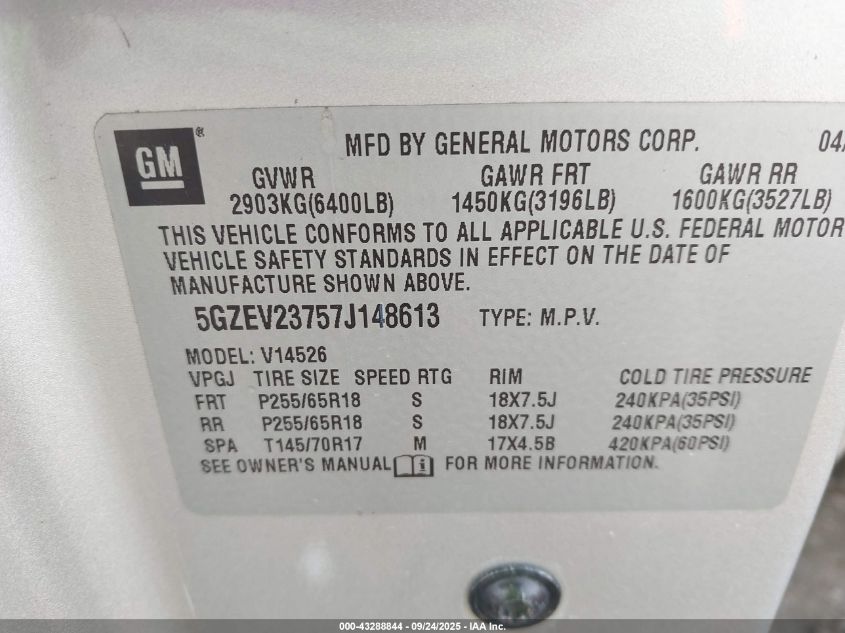 GM® MFD BY GENERAL MOTORS CORP. 04/
GVWR GAWR FRT GAWR RR
2903KG(6400LB) 1450KG(3196LB) 1600KG(3527LB)
THIS VEHICLE CONFORMS TO ALL APPLICABLE U.S. FEDERAL MOTOR
VEHICLE SAFETY STANDARDS IN EFFECT ON THE DATE OF
MANUFACTURE SHOWN ABOVE.
5GZEV23757J148613 TYPE: M.P.V.
MODEL: V14526
VPGJ TIRE SIZE SPEED RTG RIM COLD TIRE PRESSURE
FRT P255/65R18 S 18X7.5J 240KPA(35PSI)
RR P255/65R18 S 18X7.5J 240KPA(35PSI)
SPA T145/70R17 M 17X4.5B 420KPA(60PSI)
SEE OWNER'S MANUAL i FOR MORE INFORMATION.
000-43288844 - 09/24/2025 - IAA Inc.